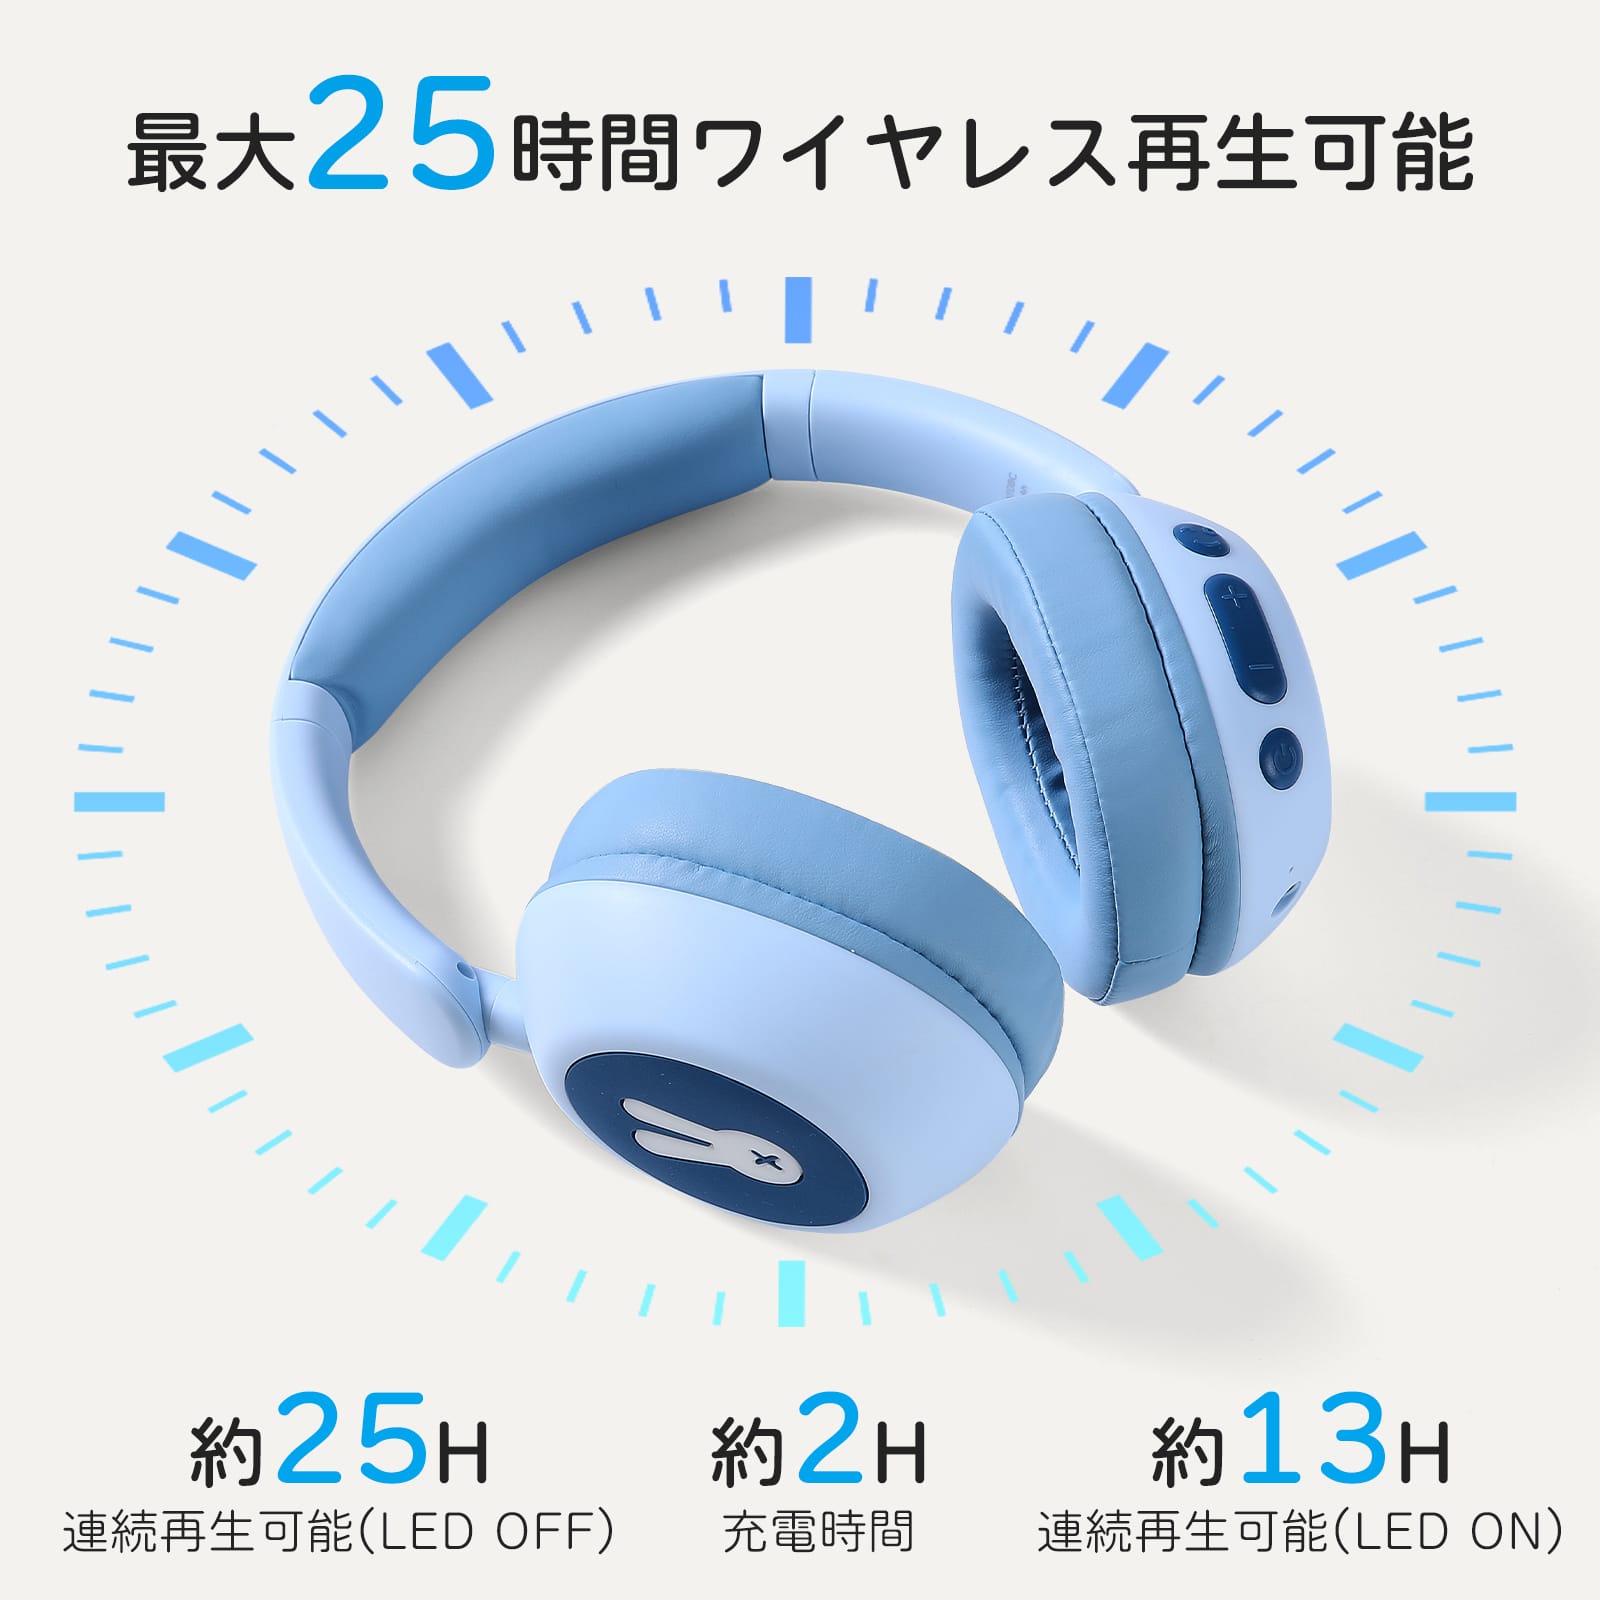 最大25時間ワイヤレス再生可能
約25H
連続再生可能(LED OFF)
約2H
充電時間
約13H
連続再生可能(LED ON)